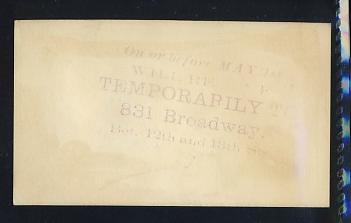 On or before MAY 1st
WILL BE
TEMPORARILY
831 Broadway.
Bet. 12th and 13th